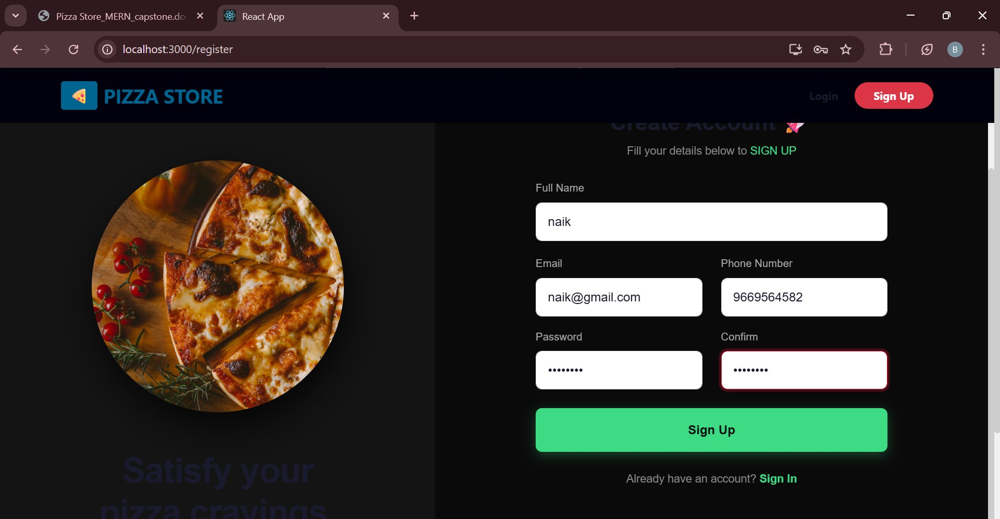 Pizza Store_MERN_capstone.do
React App
localhost:3000/register
B
PIZZA STORE
Login
Sign Up
Create Account
Fill your details below to SIGN UP
Full Name
naik
Email
Phone Number
naik@gmail.com
9669564582
Password
Confirm
Sign Up
Already have an account? Sign In
Satisfy your
pizza cravings